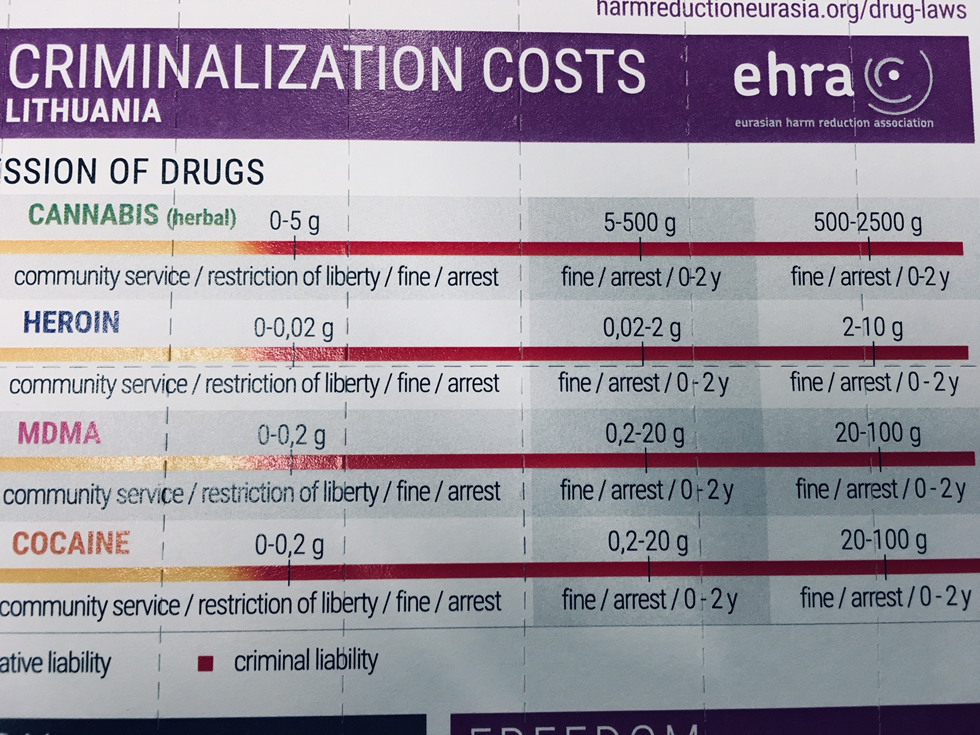 harmreductioneurasia.org/drug-laws
CRIMINALIZATION COSTS
LITHUANIA
ehra
eurasian harm reduction association
SSION OF DRUGS
CANNABIS (herbal) 0-5 g 5-500 g 500-2500 g
community service / restriction of liberty / fine / arrest fine / arrest / 0-2 y fine / arrest / 0-2 y
HEROIN 0-0,02 g 0,02-2 g 2-10 g
community service / restriction of liberty / fine / arrest fine / arrest / 0-2 y fine / arrest / 0-2 y
MDMA 0-0,2 g 0,2-20 g 20-100 g
community service / restriction of liberty / fine / arrest fine / arrest / 0-2 y fine / arrest / 0-2 y
COCAINE 0-0,2 g 0,2-20 g 20-100 g
community service / restriction of liberty / fine / arrest fine / arrest / 0-2 y fine / arrest / 0-2 y
ative liability criminal liability
FREEDOM